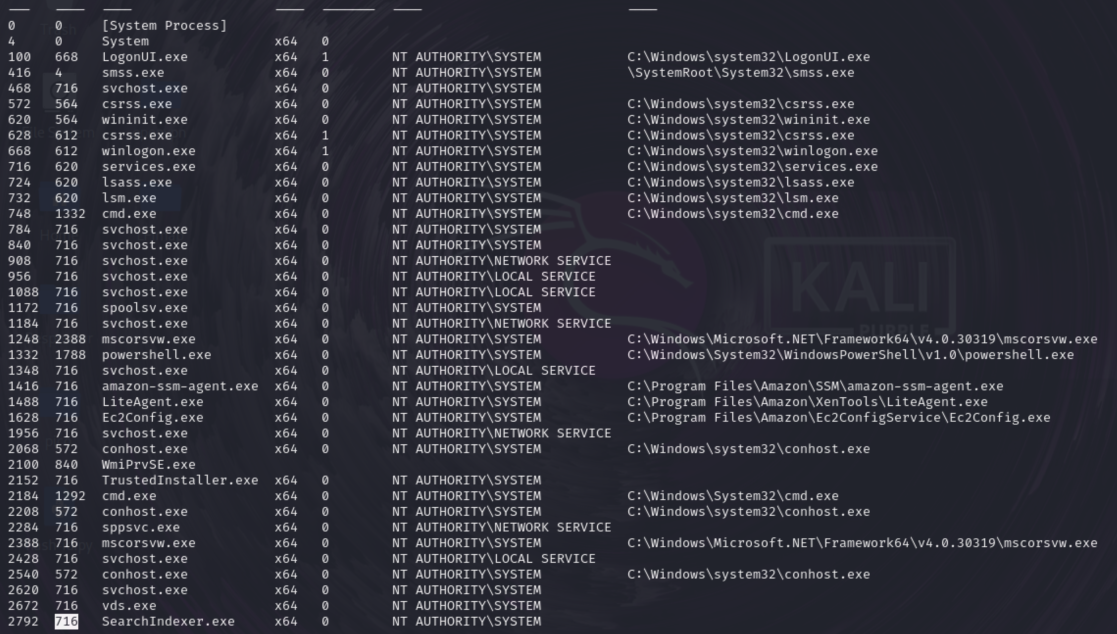 0 0 [System Process]
4 0 System x64 0
100 668 LogonUI.exe x64 1 NT AUTHORITY\SYSTEM C:\Windows\system32\LogonUI.exe
416 4 smss.exe x64 0 NT AUTHORITY\SYSTEM \SystemRoot\System32\smss.exe
468 716 svchost.exe x64 0 NT AUTHORITY\SYSTEM
572 564 csrss.exe x64 0 NT AUTHORITY\SYSTEM C:\Windows\system32\csrss.exe
620 564 wininit.exe x64 0 NT AUTHORITY\SYSTEM C:\Windows\system32\wininit.exe
628 612 csrss.exe x64 1 NT AUTHORITY\SYSTEM C:\Windows\system32\csrss.exe
668 612 winlogon.exe x64 1 NT AUTHORITY\SYSTEM C:\Windows\system32\winlogon.exe
716 620 services.exe x64 0 NT AUTHORITY\SYSTEM C:\Windows\system32\services.exe
724 620 lsass.exe x64 0 NT AUTHORITY\SYSTEM C:\Windows\system32\lsass.exe
732 620 lsm.exe x64 0 NT AUTHORITY\SYSTEM C:\Windows\system32\lsm.exe
748 1332 cmd.exe x64 0 NT AUTHORITY\SYSTEM C:\Windows\system32\cmd.exe
784 716 svchost.exe x64 0 NT AUTHORITY\SYSTEM
840 716 svchost.exe x64 0 NT AUTHORITY\SYSTEM
908 716 svchost.exe x64 0 NT AUTHORITY\NETWORK SERVICE
956 716 svchost.exe x64 0 NT AUTHORITY\LOCAL SERVICE
1088 716 svchost.exe x64 0 NT AUTHORITY\LOCAL SERVICE
1172 716 spoolsv.exe x64 0 NT AUTHORITY\SYSTEM
1184 716 svchost.exe x64 0 NT AUTHORITY\NETWORK SERVICE
1248 2388 mscorsvw.exe x64 0 NT AUTHORITY\SYSTEM C:\Windows\Microsoft.NET\Framework64\v4.0.30319\mscorsvw.exe
1332 1788 powershell.exe x64 0 NT AUTHORITY\SYSTEM C:\Windows\System32\WindowsPowerShell\v1.0\powershell.exe
1348 716 svchost.exe x64 0 NT AUTHORITY\LOCAL SERVICE
1416 716 amazon-ssm-agent.exe x64 0 NT AUTHORITY\SYSTEM C:\Program Files\Amazon\SSM\amazon-ssm-agent.exe
1488 716 LiteAgent.exe x64 0 NT AUTHORITY\SYSTEM C:\Program Files\Amazon\XenTools\LiteAgent.exe
1628 716 Ec2Config.exe x64 0 NT AUTHORITY\SYSTEM C:\Program Files\Amazon\Ec2ConfigService\Ec2Config.exe
1956 716 svchost.exe x64 0 NT AUTHORITY\NETWORK SERVICE
2068 572 conhost.exe x64 0 NT AUTHORITY\SYSTEM C:\Windows\system32\conhost.exe
2100 840 WmiPrvSE.exe
2152 716 TrustedInstaller.exe x64 0 NT AUTHORITY\SYSTEM
2184 1292 cmd.exe x64 0 NT AUTHORITY\SYSTEM C:\Windows\System32\cmd.exe
2208 572 conhost.exe x64 0 NT AUTHORITY\SYSTEM C:\Windows\system32\conhost.exe
2284 716 sppsvc.exe x64 0 NT AUTHORITY\NETWORK SERVICE
2388 716 mscorsvw.exe x64 0 NT AUTHORITY\SYSTEM C:\Windows\Microsoft.NET\Framework64\v4.0.30319\mscorsvw.exe
2428 716 svchost.exe x64 0 NT AUTHORITY\LOCAL SERVICE
2540 572 conhost.exe x64 0 NT AUTHORITY\SYSTEM C:\Windows\system32\conhost.exe
2620 716 svchost.exe x64 0 NT AUTHORITY\SYSTEM
2672 716 vds.exe x64 0 NT AUTHORITY\SYSTEM
2792 716 SearchIndexer.exe x64 0 NT AUTHORITY\SYSTEM
KALI
PURPLE